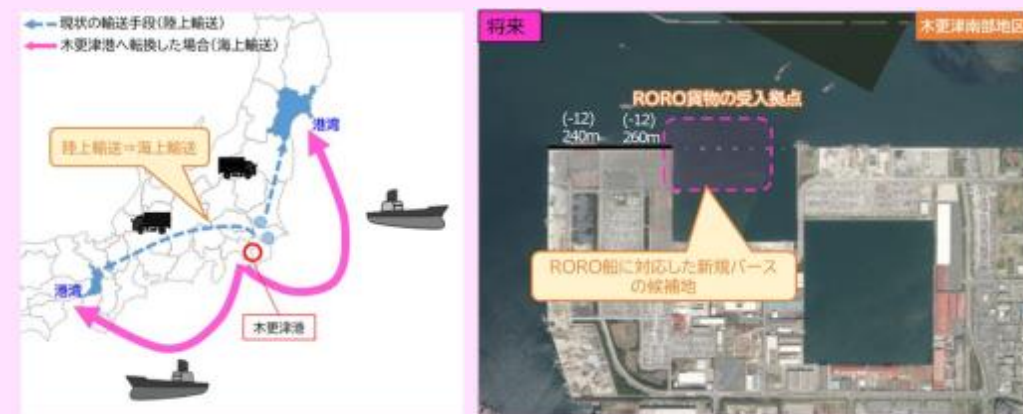 現状の輸送手段(陸上輸送)
木更津港へ転換した場合(海上輸送)
港湾
陸上輸送⇒海上輸送
港湾
木更津港
将来
木更津南部地区
RORO貨物の受入拠点
(-12)
240m
(-12)
260m
RORO船に対応した新規バース
の候補地